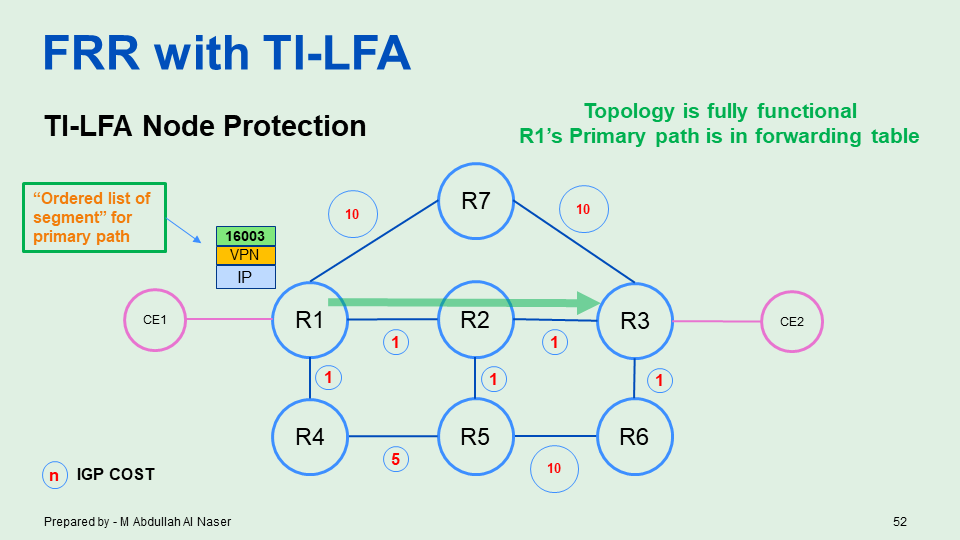 FRR with TI-LFA
TI-LFA Node Protection
Topology is fully functional
R1’s Primary path is in forwarding table
“Ordered list of
segment” for
primary path
16003
VPN
IP
10
R7
10
CE1
R1
R2
R3
CE2
1
1
1
1
1
R4
R5
R6
5
10
n IGP COST
Prepared by - M Abdullah Al Naser
52